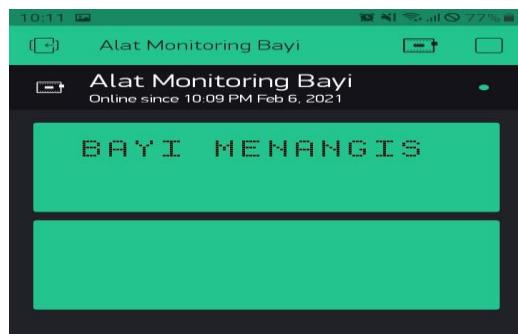 10:11 77%
Alat Monitoring Bayi
Alat Monitoring Bayi
Online since 10:09 PM Feb 6, 2021
BAYI MENANGIS